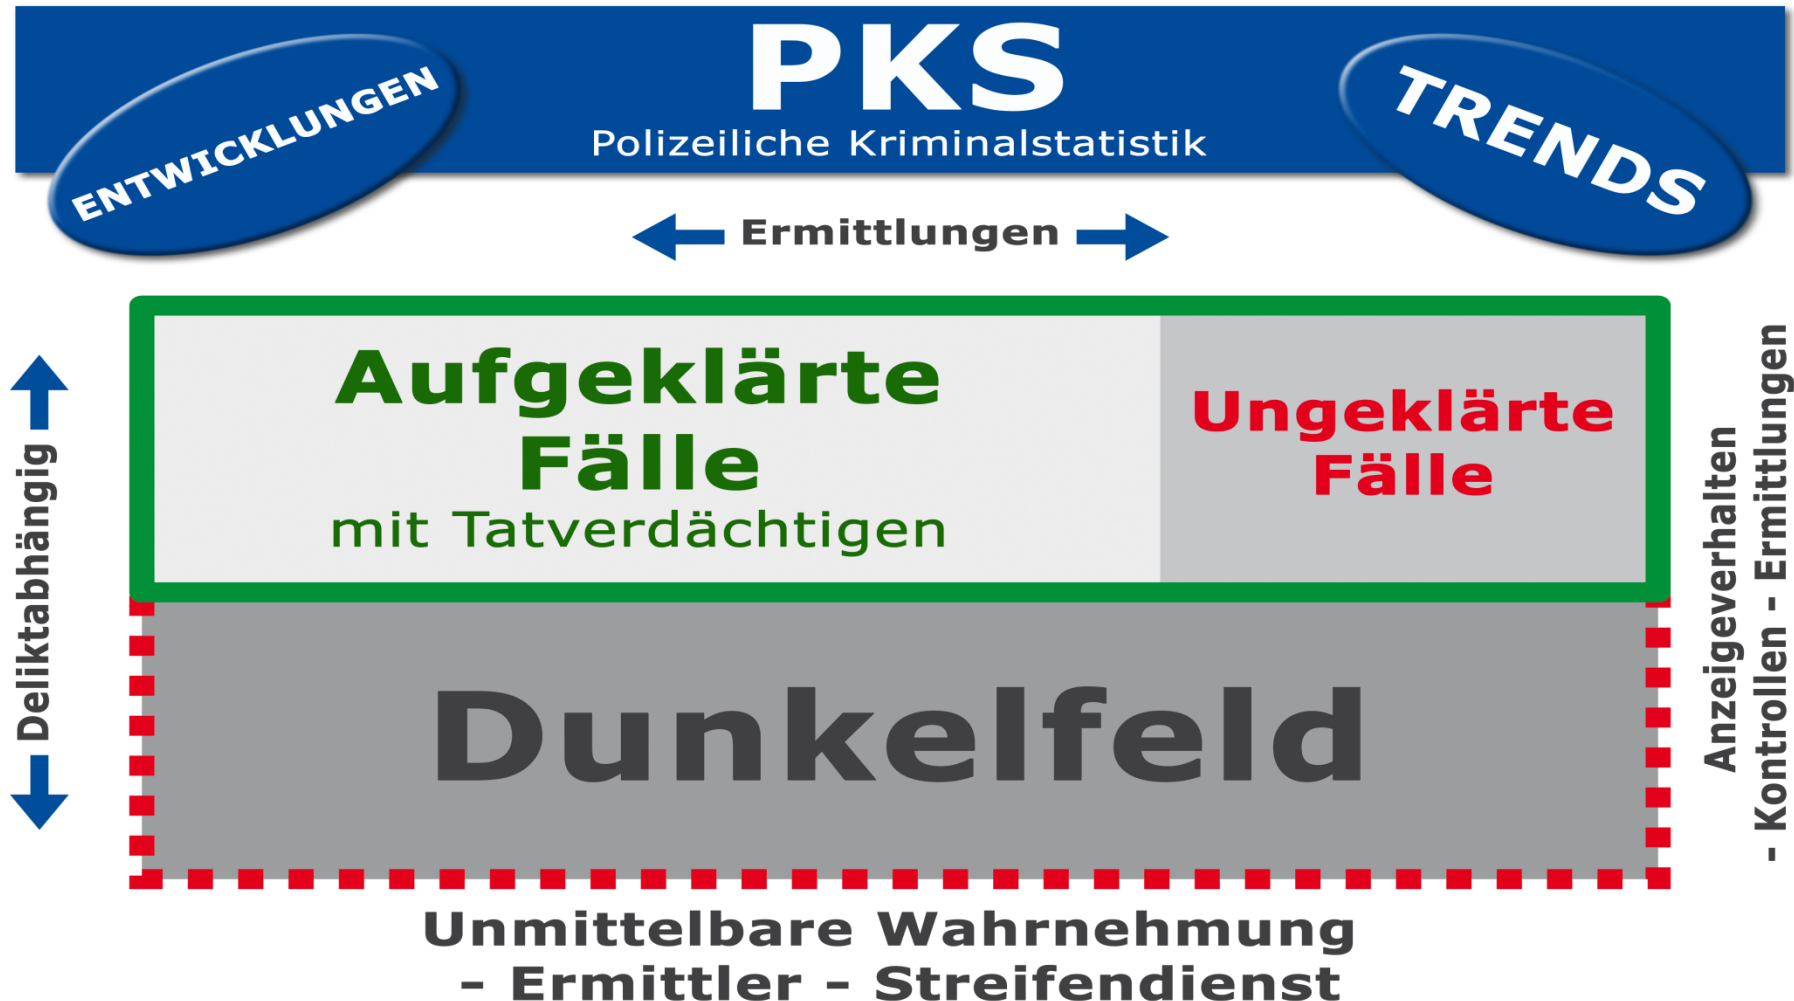 PKS
Polizeiliche Kriminalstatistik
ENTWICKLUNGEN
TRENDS
Ermittlungen
Aufgeklärte
Fälle
mit Tatverdächtigen
Ungeklärte
Fälle
Deliktabhängig
Anzeigeverhalten
- Kontrollen - Ermittlungen
Dunkelfeld
Unmittelbare Wahrnehmung
- Ermittler - Streifendienst